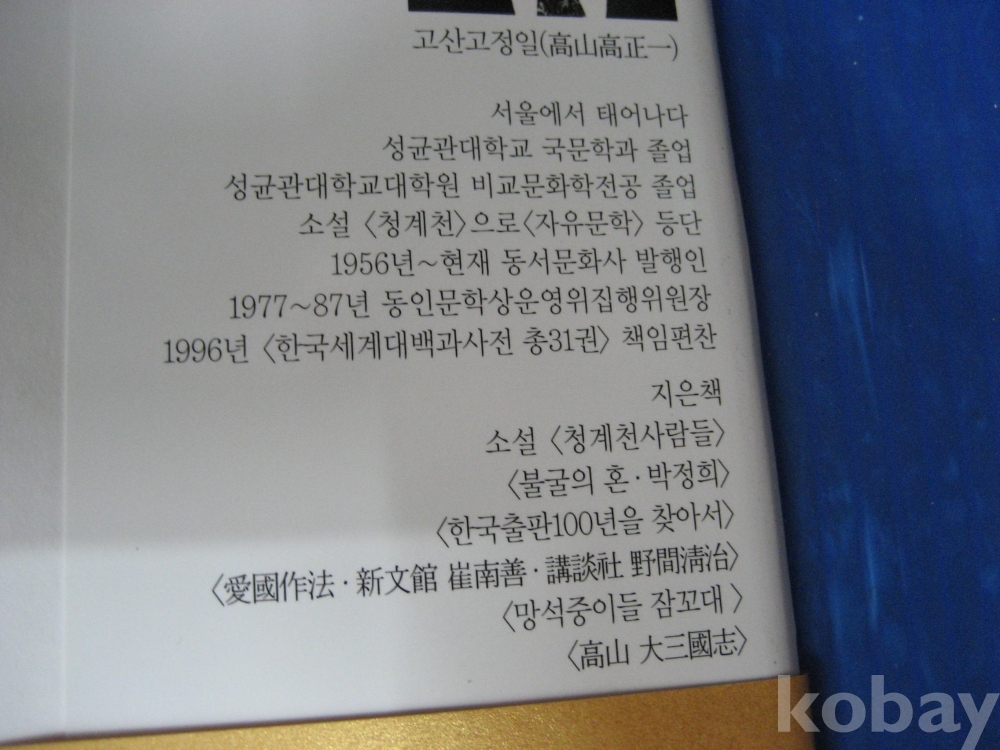 고산고정일(高山高正一)
서울에서 태어나다
성균관대학교 국문학과 졸업
성균관대학교대학원 비교문화학전공 졸업
소설 〈청계천〉으로〈자유문학〉 등단
1956년~현재 동서문화사 발행인
1977~87년 동인문학상운영위집행위원장
1996년 〈한국세계대백과사전 총31권〉 책임편찬
지은책
소설 〈청계천사람들〉
〈불굴의 혼·박정희〉
〈한국출판100년을 찾아서〉
〈愛國作法·新文館 崔南善·講談社 野間淸治〉
〈망석중이들 잠꼬대 〉
〈高山 大三國志〉
kobay